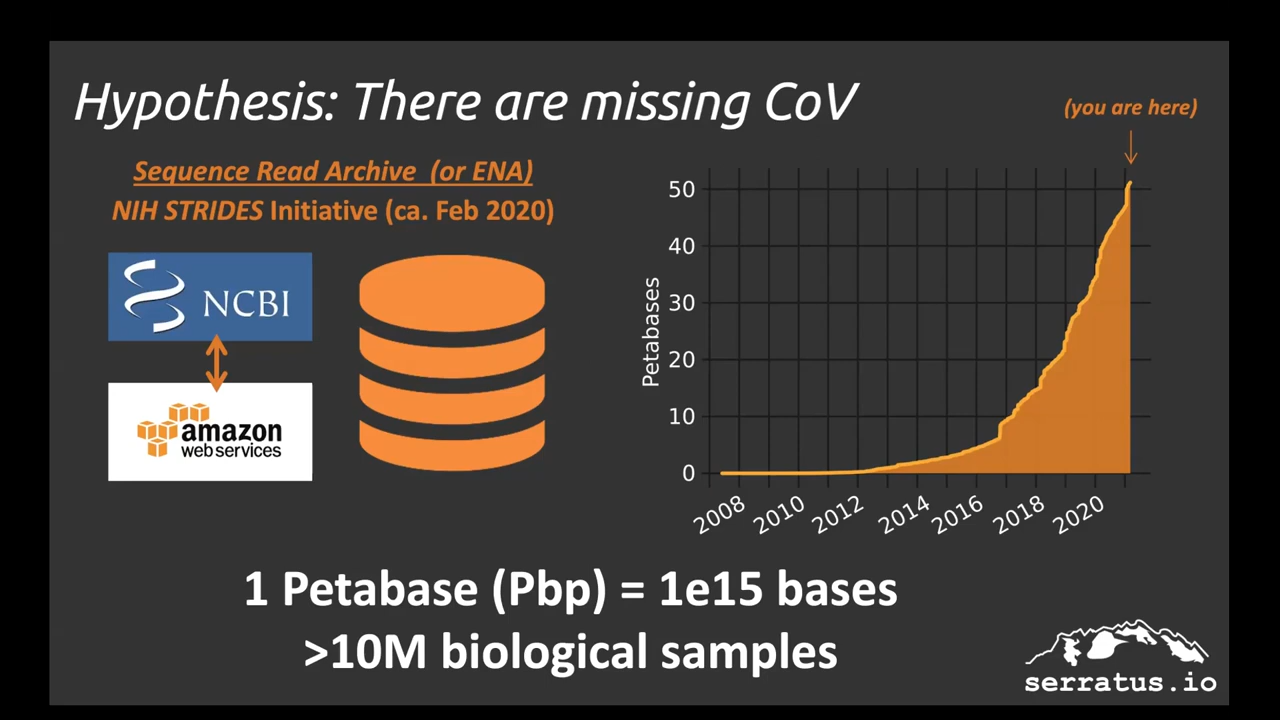 Hypothesis: There are missing CoV
(you are here)
Sequence Read Archive (or ENA)
NIH STRIDES Initiative (ca. Feb 2020)
NCBI
amazon
webservices
Petabases
50
40
30
20
10
0
2008
2010
2012
2014
2016
2018
2020
1 Petabase (Pbp) = 1e15 bases
>10M biological samples
serratus.io